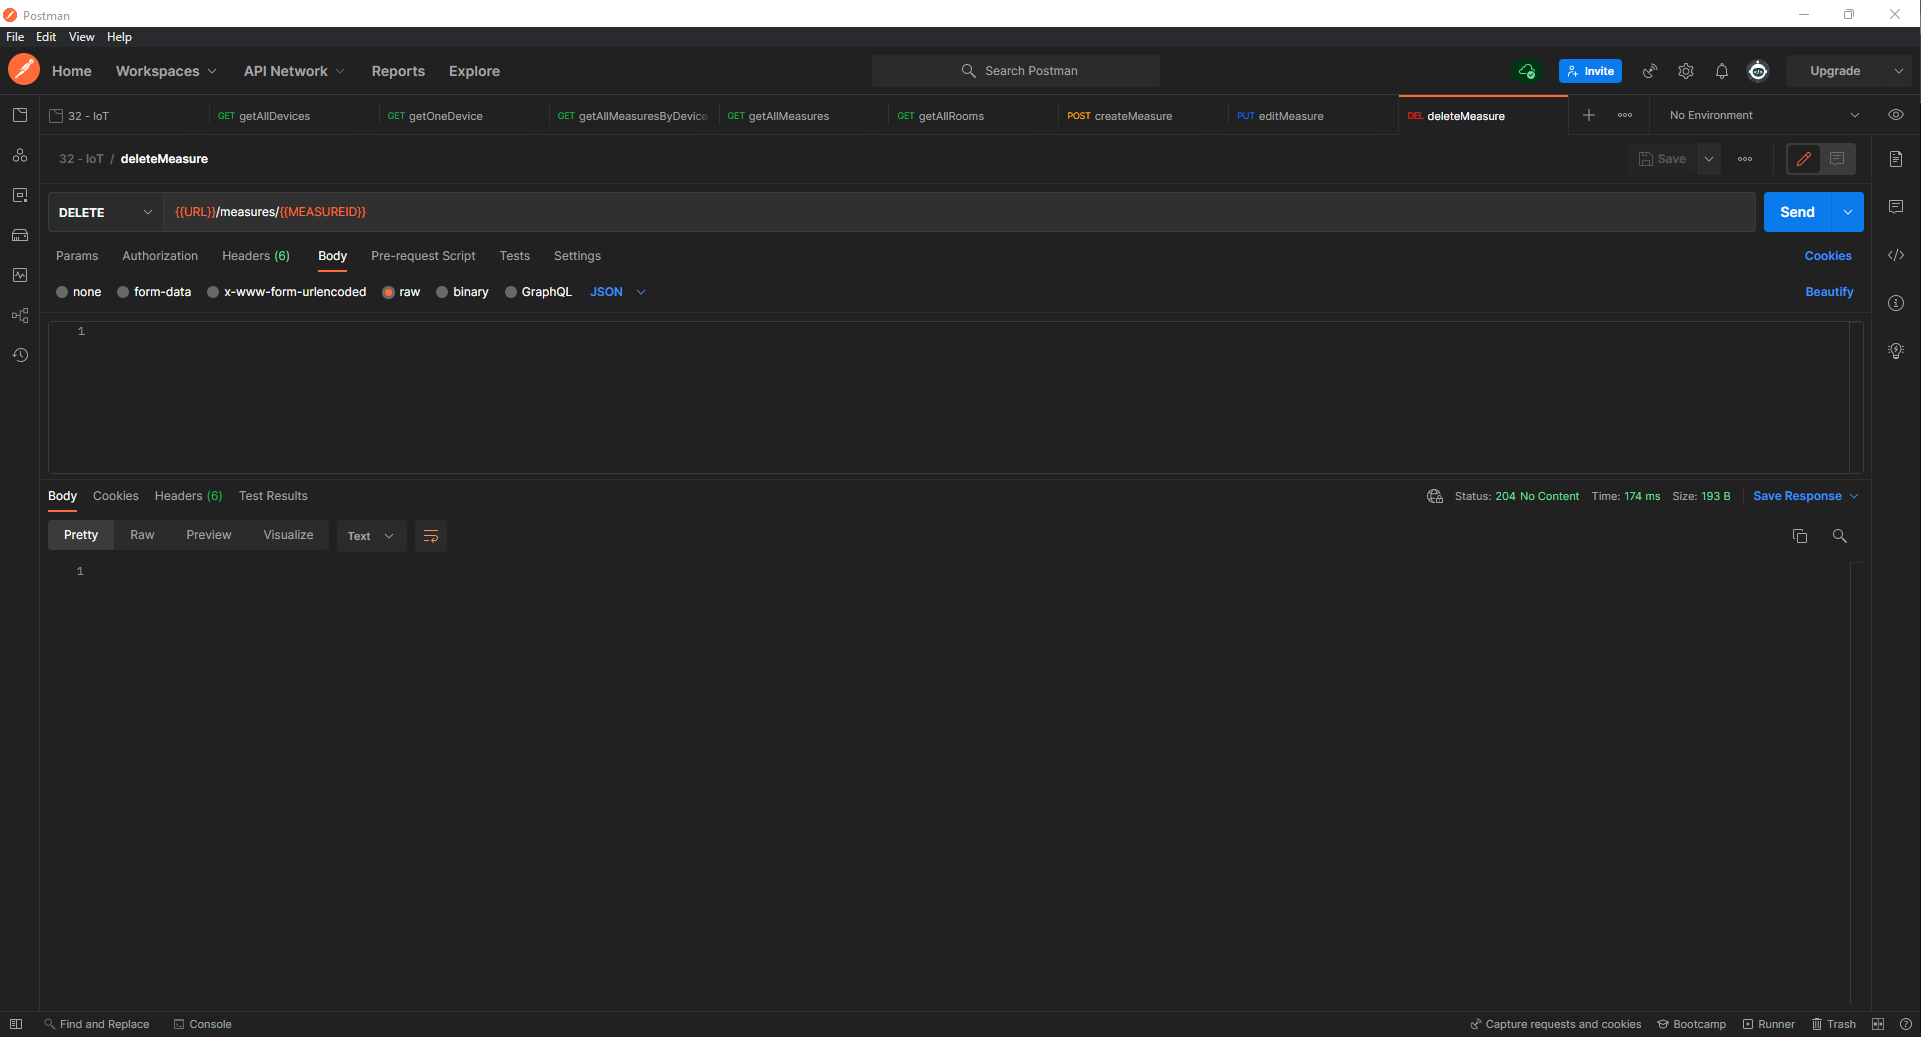 Postman
File Edit View Help
Home Workspaces API Network Reports Explore Search Postman Invite Upgrade
32 - IoT GET getAllDevices GET getOneDevice GET getAllMeasuresByDevice GET getAllMeasures GET getAllRooms POST createMeasure PUT editMeasure DEL deleteMeasure No Environment
32 - IoT / deleteMeasure Save
DELETE {{URL}}/measures/{{MEASUREID}} Send
Params Authorization Headers (6) Body Pre-request Script Tests Settings Cookies
none form-data x-www-form-urlencoded raw binary GraphQL JSON Beautify
1
Body Cookies Headers (6) Test Results Status: 204 No Content Time: 174 ms Size: 193 B Save Response
Pretty Raw Preview Visualize Text
1
Find and Replace Console Capture requests and cookies Bootcamp Runner Trash